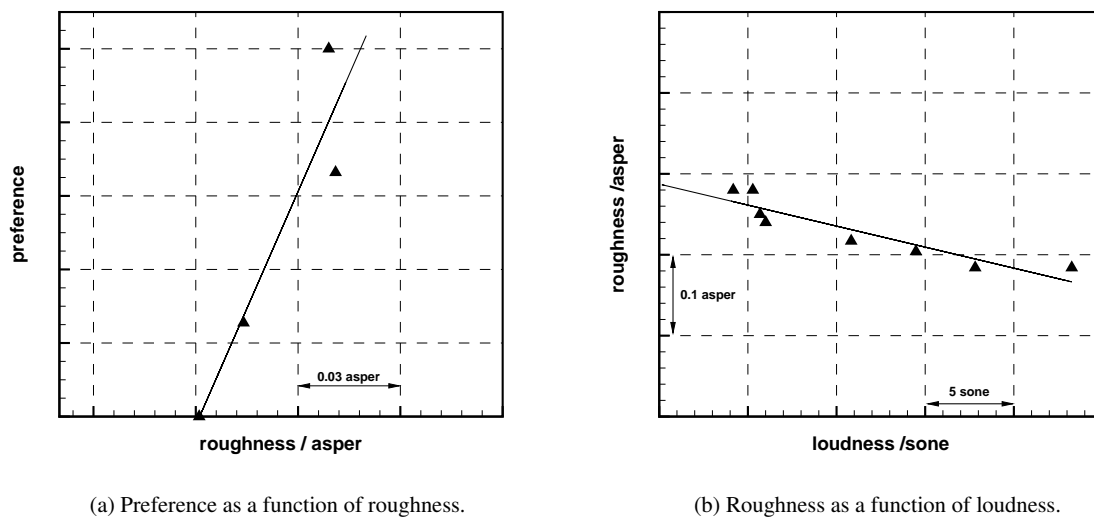 preference
0.03 asper
roughness / asper
(a) Preference as a function of roughness.
roughness /asper
0.1 asper
5 sone
loudness /sone
(b) Roughness as a function of loudness.